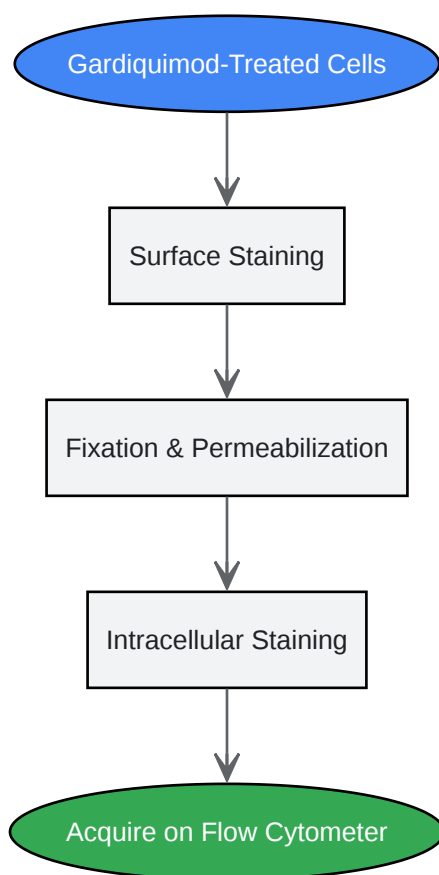 Gardiquimod-Treated Cells
Surface Staining
Fixation & Permeabilization
Intracellular Staining
Acquire on Flow Cytometer